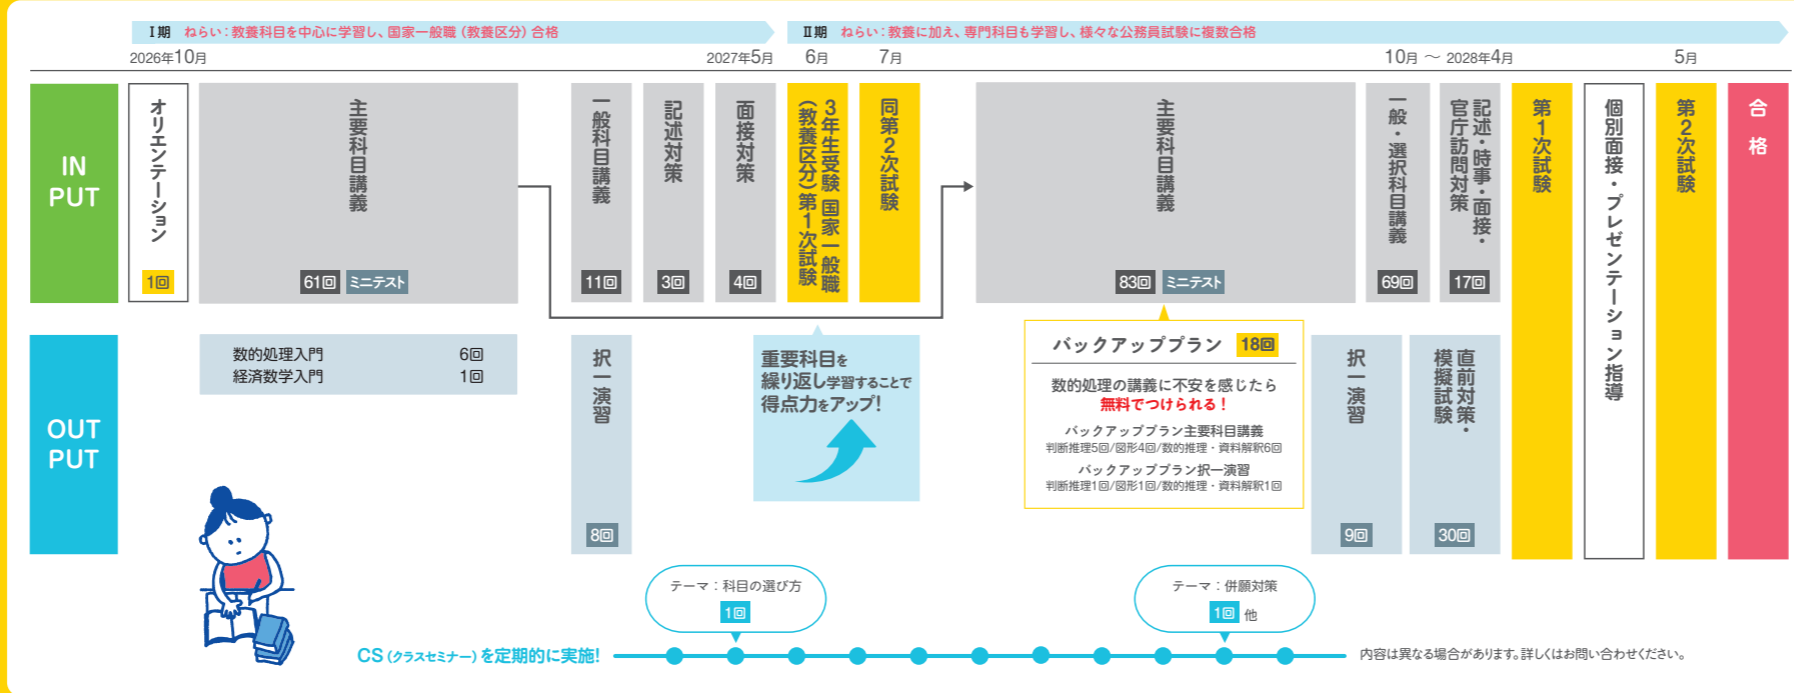 Ⅰ期 ねらい：教養科目を中心に学習し、国家一般職（教養区分）合格
Ⅱ期 ねらい：教養に加え、専門科目も学習し、様々な公務員試験に複数合格
2026年10月
2027年5月
6月
7月
10月 〜 2028年4月
5月
IN
PUT
オリエンテーション
1回
主要科目講義
61回 ミニテスト
一般科目講義
11回
記述対策
3回
面接対策
4回
3年生受験 国家一般職
（教養区分）第1次試験
同第2次試験
主要科目講義
83回 ミニテスト
一般・選択科目講義
69回
記述・時事・面接・
官庁訪問対策
17回
第1次試験
個別面接・プレゼンテーション指導
第2次試験
合格
OUT
PUT
数的処理入門 6回
経済数学入門 1回
択一演習
8回
重要科目を
繰り返し学習することで
得点力をアップ！
バックアッププラン 18回
数的処理の講義に不安を感じたら
無料でつけられる！
バックアッププラン主要科目講義
判断推理5回/図形4回/数的推理・資料解釈6回
バックアッププラン択一演習
判断推理1回/図形1回/数的推理・資料解釈1回
択一演習
9回
直前対策・
模擬試験
30回
テーマ：科目の選び方
1回
テーマ：併願対策
1回 他
CS（クラスセミナー）を定期的に実施！
内容は異なる場合があります。詳しくはお問い合わせください。